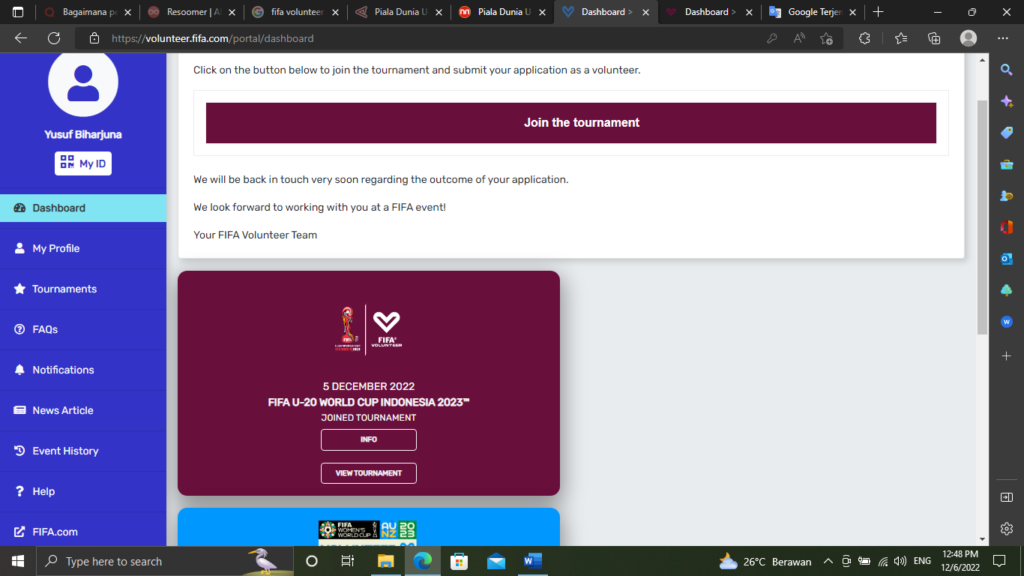 Bagaimana pe
Resoomer | A
fifa volunteer
Piala Dunia U
Piala Dunia U
Dashboard >
Dashboard >
Google Terjem
https://volunteer.fifa.com/portal/dashboard
Click on the button below to join the tournament and submit your application as a volunteer.
Join the tournament
We will be back in touch very soon regarding the outcome of your application.
We look forward to working with you at a FIFA event!
Your FIFA Volunteer Team
Yusuf Biharjuna
My ID
Dashboard
My Profile
Tournaments
FAQs
Notifications
News Article
Event History
Help
FIFA.com
FIFA
VOLUNTEER
5 DECEMBER 2022
FIFA U-20 WORLD CUP INDONESIA 2023™
JOINED TOURNAMENT
INFO
VIEW TOURNAMENT
FIFA
WOMEN'S
WORLD CUP
AU 20
NZ 23
Type here to search
26°C Berawan
ENG
12:48 PM
12/6/2022